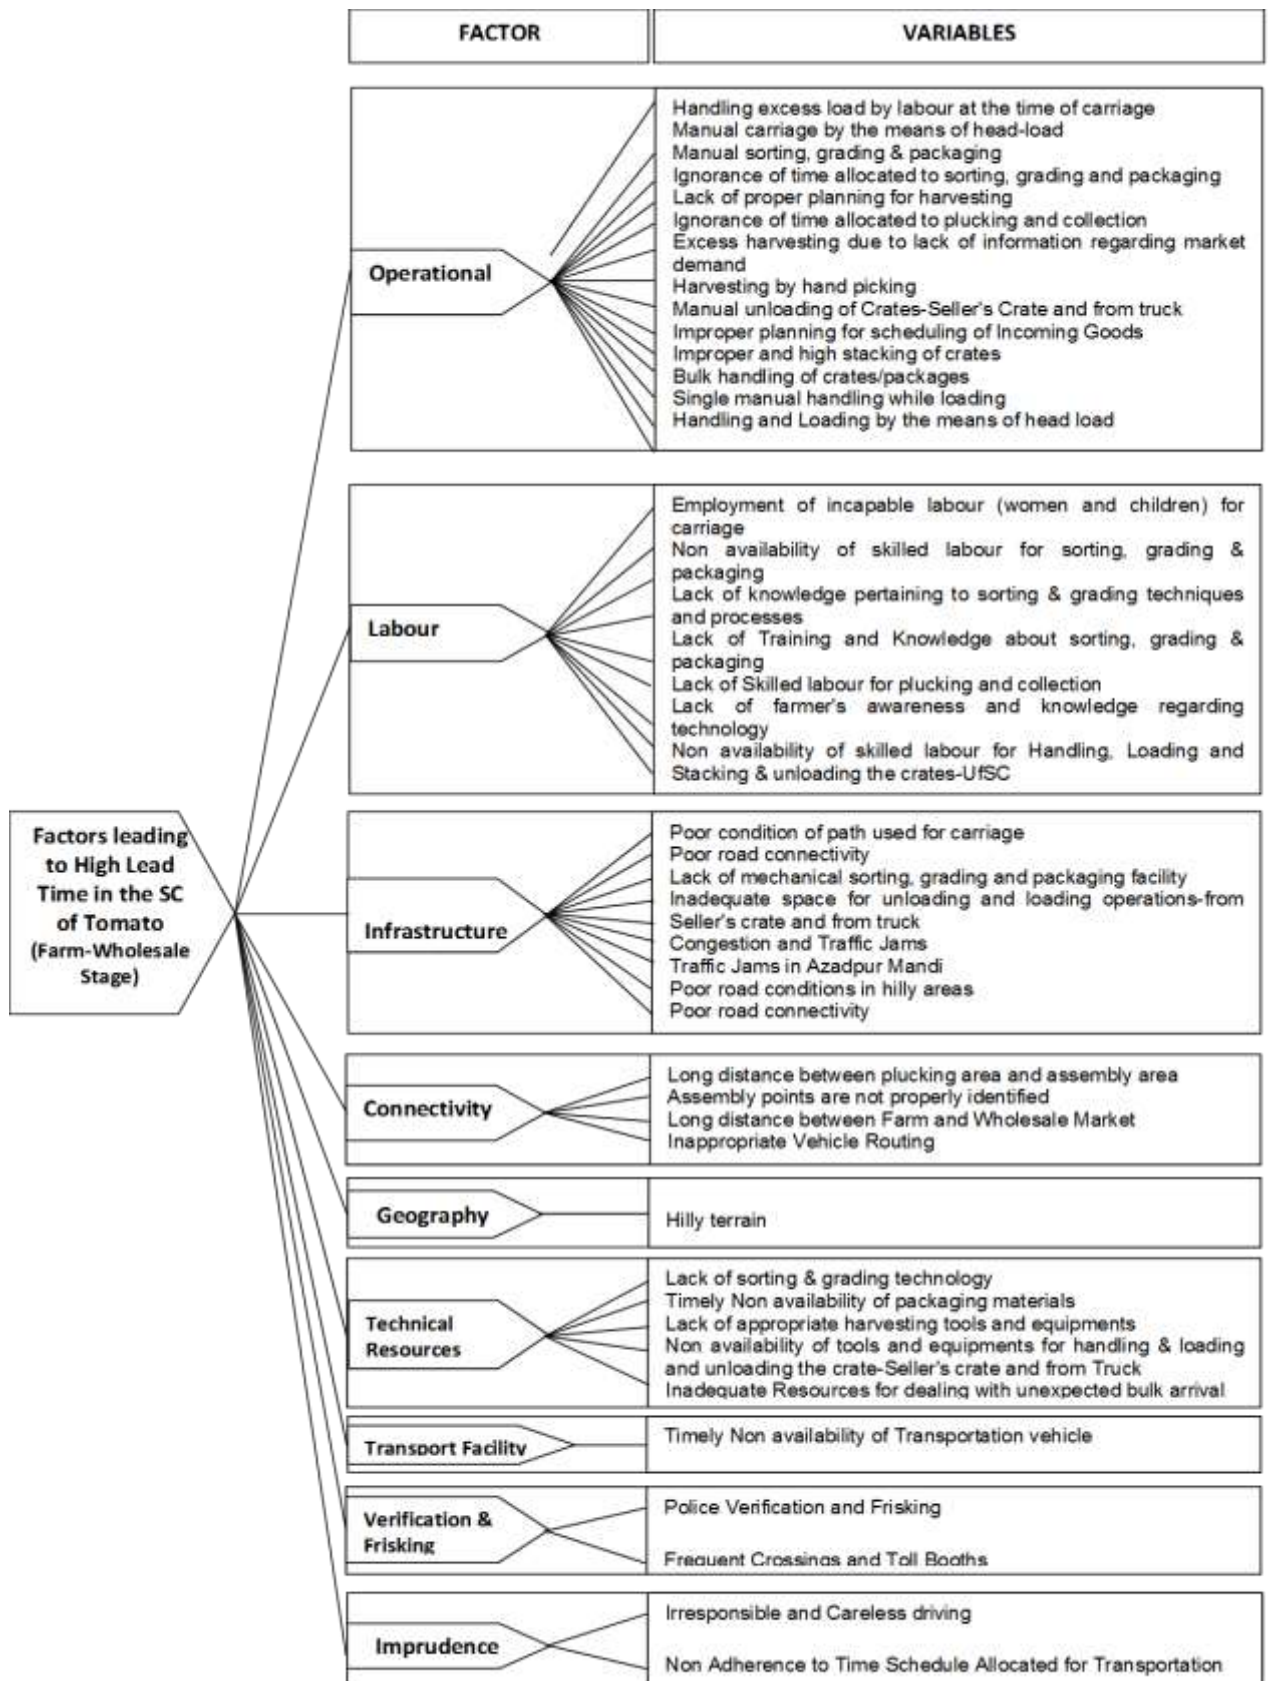 FACTOR
VARIABLES
Factors leading
to High Lead
Time in the SC
of Tomato
(Farm-Wholesale
Stage)
Operational
Handling excess load by labour at the time of carriage
Manual carriage by the means of head-load
Manual sorting, grading & packaging
Ignorance of time allocated to sorting, grading and packaging
Lack of proper planning for harvesting
Ignorance of time allocated to plucking and collection
Excess harvesting due to lack of information regarding market
demand
Harvesting by hand picking
Manual unloading of Crates-Seller's Crate and from truck
Improper planning for scheduling of Incoming Goods
Improper and high stacking of crates
Bulk handling of crates/packages
Single manual handling while loading
Handling and Loading by the means of head load
Labour
Employment of incapable labour (women and children) for
carriage
Non availability of skilled labour for sorting, grading &
packaging
Lack of knowledge pertaining to sorting & grading techniques
and processes
Lack of Training and Knowledge about sorting, grading &
packaging
Lack of Skilled labour for plucking and collection
Lack of farmer's awareness and knowledge regarding
technology
Non availability of skilled labour for Handling, Loading and
Stacking & unloading the crates-UfSC
Infrastructure
Poor condition of path used for carriage
Poor road connectivity
Lack of mechanical sorting, grading and packaging facility
Inadequate space for unloading and loading operations-from
Seller's crate and from truck
Congestion and Traffic Jams
Traffic Jams in Azadpur Mandi
Poor road conditions in hilly areas
Poor road connectivity
Connectivity
Long distance between plucking area and assembly area
Assembly points are not properly identified
Long distance between Farm and Wholesale Market
Inappropriate Vehicle Routing
Geography
Hilly terrain
Technical
Resources
Lack of sorting & grading technology
Timely Non availability of packaging materials
Lack of appropriate harvesting tools and equipments
Non availability of tools and equipments for handling & loading
and unloading the crate-Seller's crate and from Truck
Inadequate Resources for dealing with unexpected bulk arrival
Transport Facility
Timely Non availability of Transportation vehicle
Verification &
Frisking
Police Verification and Frisking
Frequent Crossings and Toll Booths
Imprudence
Irresponsible and Careless driving
Non Adherence to Time Schedule Allocated for Transportation